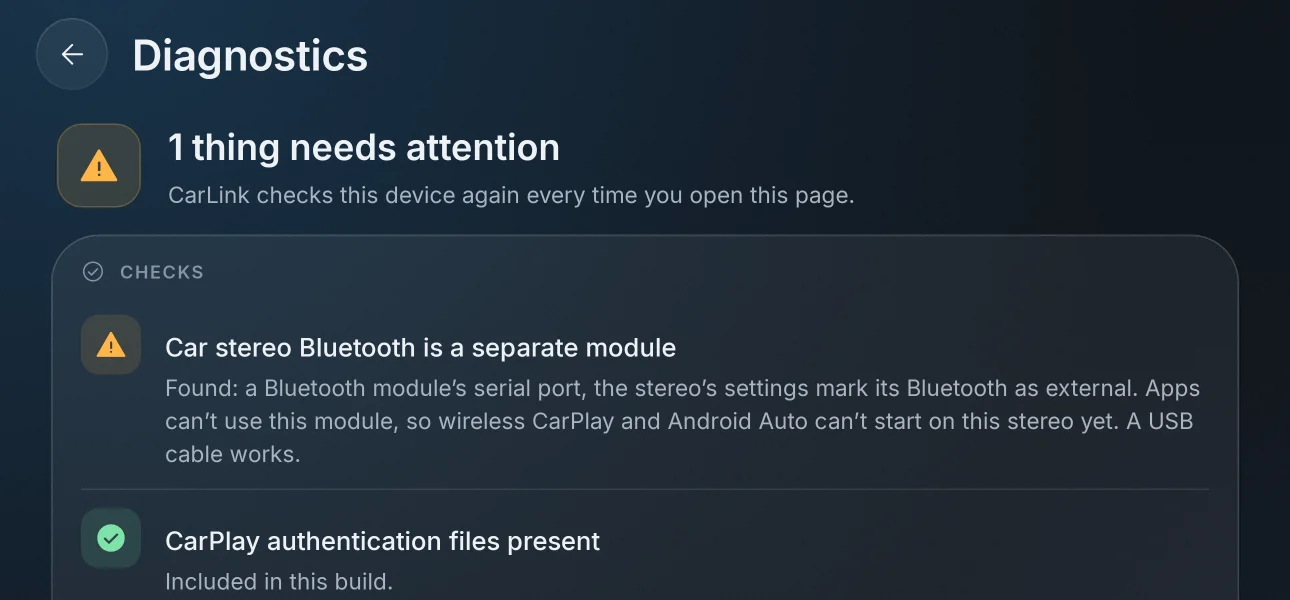 Diagnostics
1 thing needs attention
CarLink checks this device again every time you open this page.
CHECKS
Car stereo Bluetooth is a separate module
Found: a Bluetooth module’s serial port, the stereo’s settings mark its Bluetooth as external. Apps
can’t use this module, so wireless CarPlay and Android Auto can’t start on this stereo yet. A USB
cable works.
CarPlay authentication files present
Included in this build.